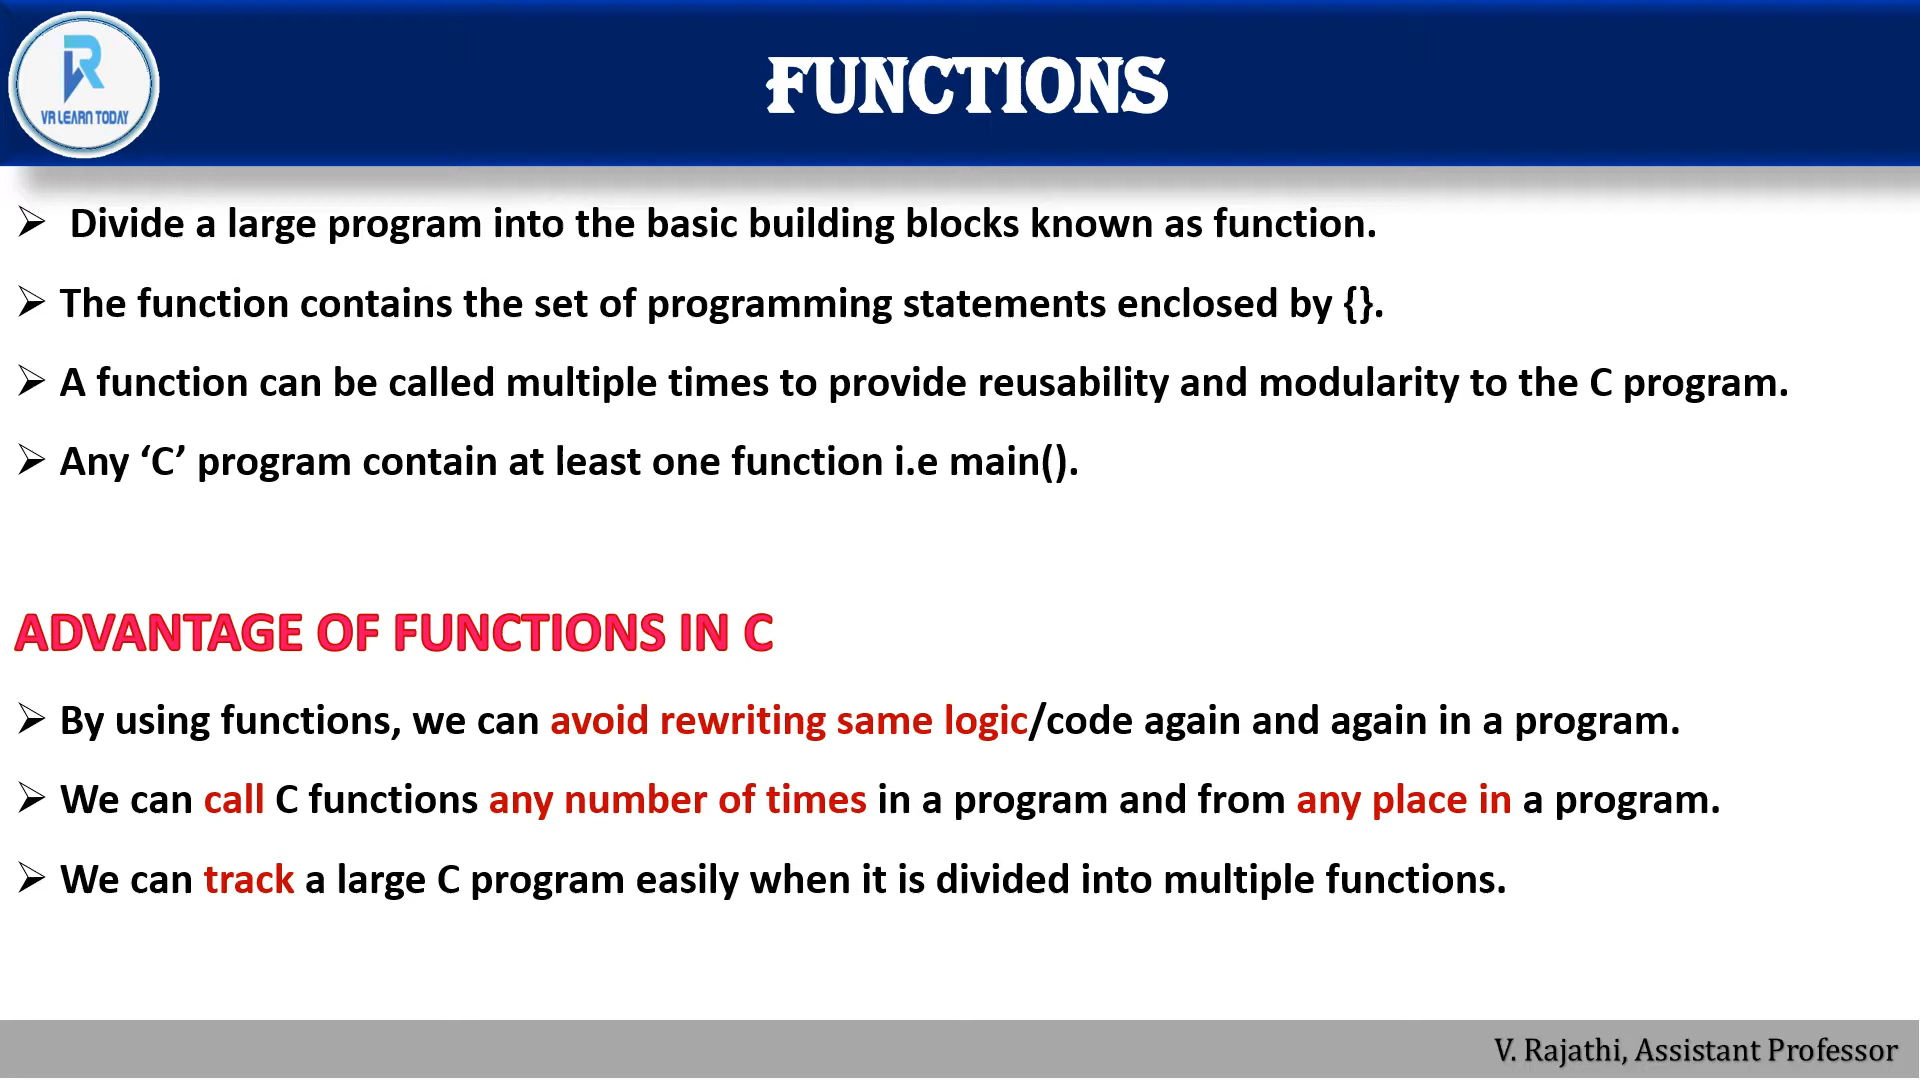 VR LEARN TODAY
FUNCTIONS
➢ Divide a large program into the basic building blocks known as function.
➢ The function contains the set of programming statements enclosed by {}.
➢ A function can be called multiple times to provide reusability and modularity to the C program.
➢ Any ‘C’ program contain at least one function i.e main().
ADVANTAGE OF FUNCTIONS IN C
➢ By using functions, we can avoid rewriting same logic/code again and again in a program.
➢ We can call C functions any number of times in a program and from any place in a program.
➢ We can track a large C program easily when it is divided into multiple functions.
V. Rajathi, Assistant Professor